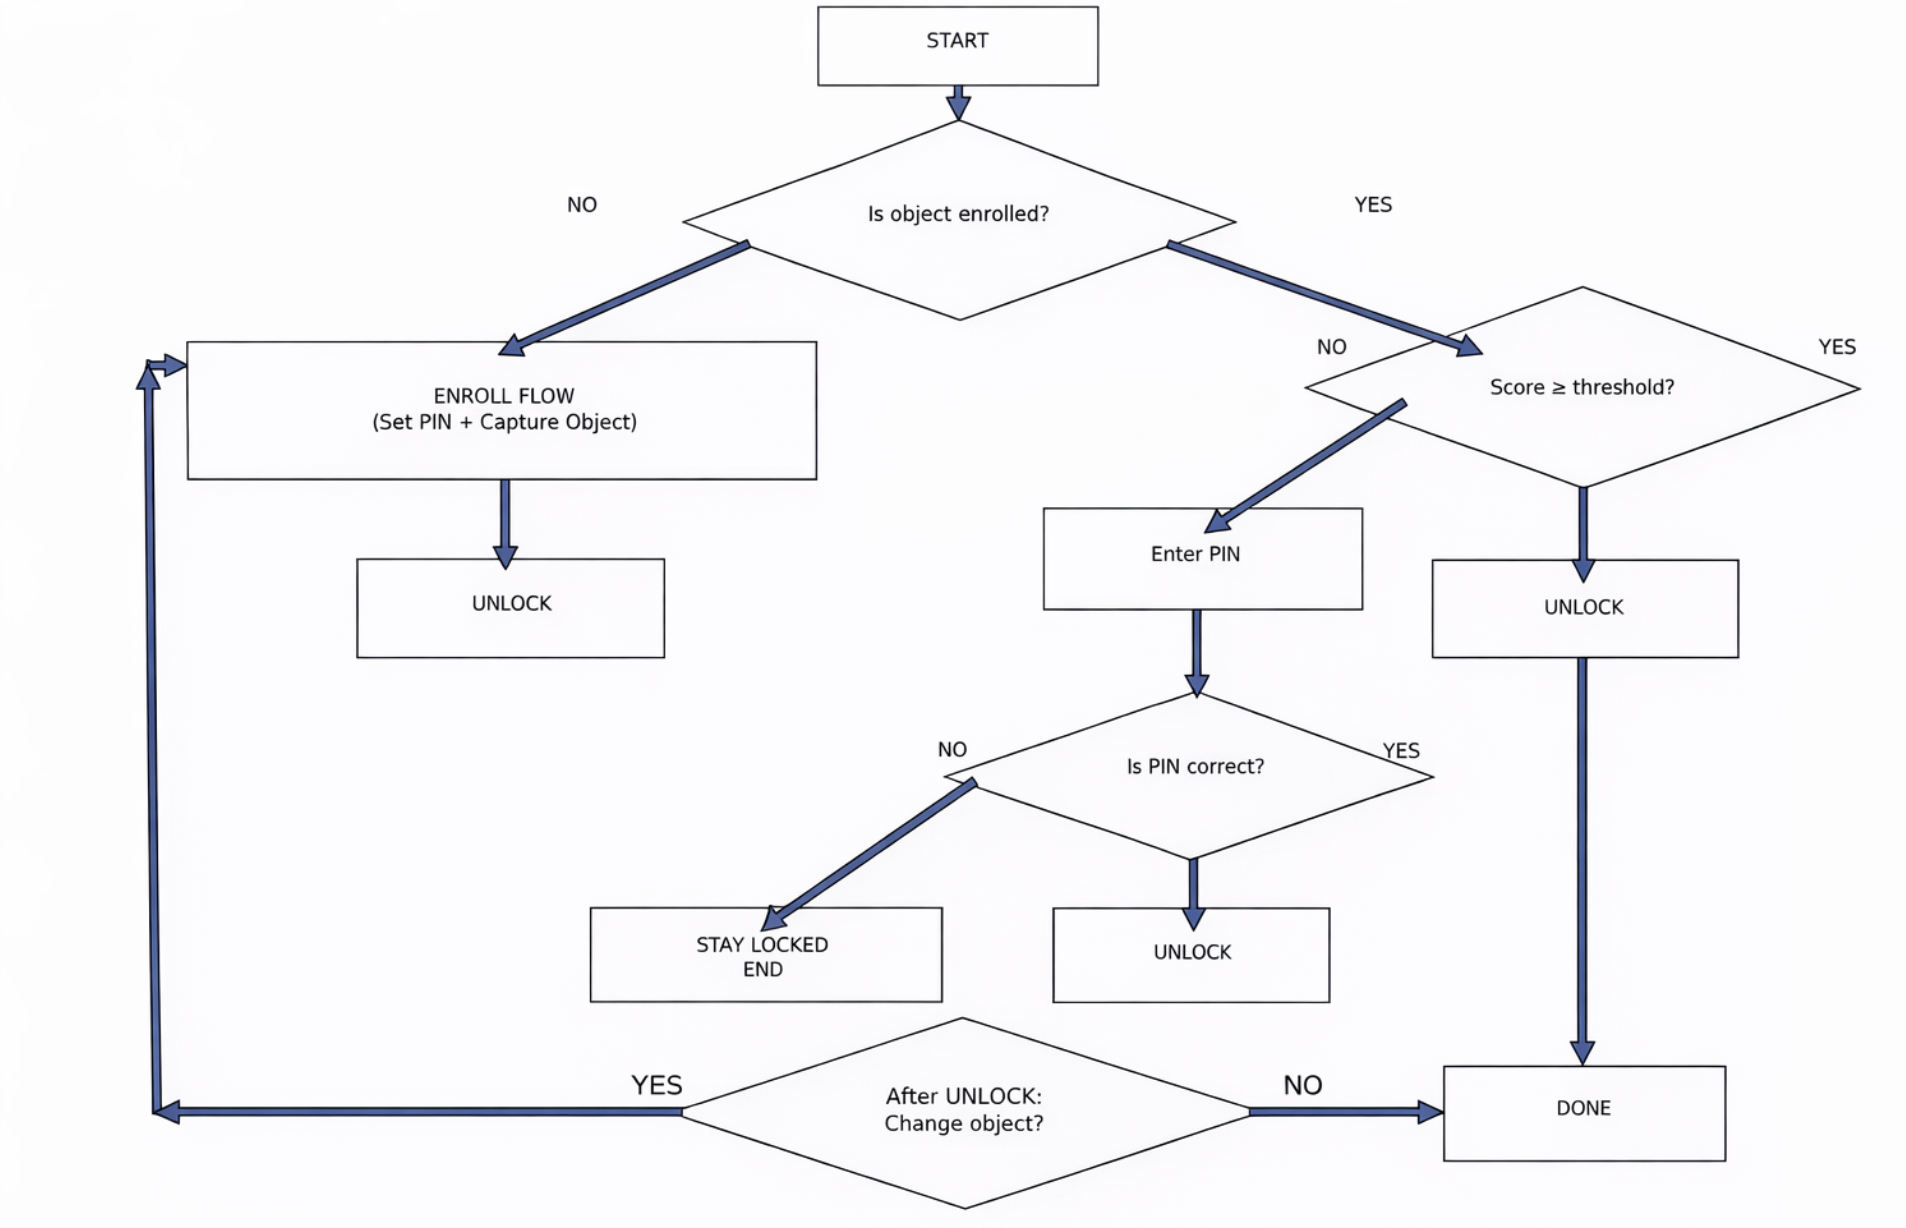 START
Is object enrolled?
NO
YES
ENROLL FLOW
(Set PIN + Capture Object)
NO
YES
Score ≥ threshold?
Enter PIN
UNLOCK
UNLOCK
NO
YES
Is PIN correct?
STAY LOCKED
END
UNLOCK
YES
NO
After UNLOCK:
Change object?
DONE